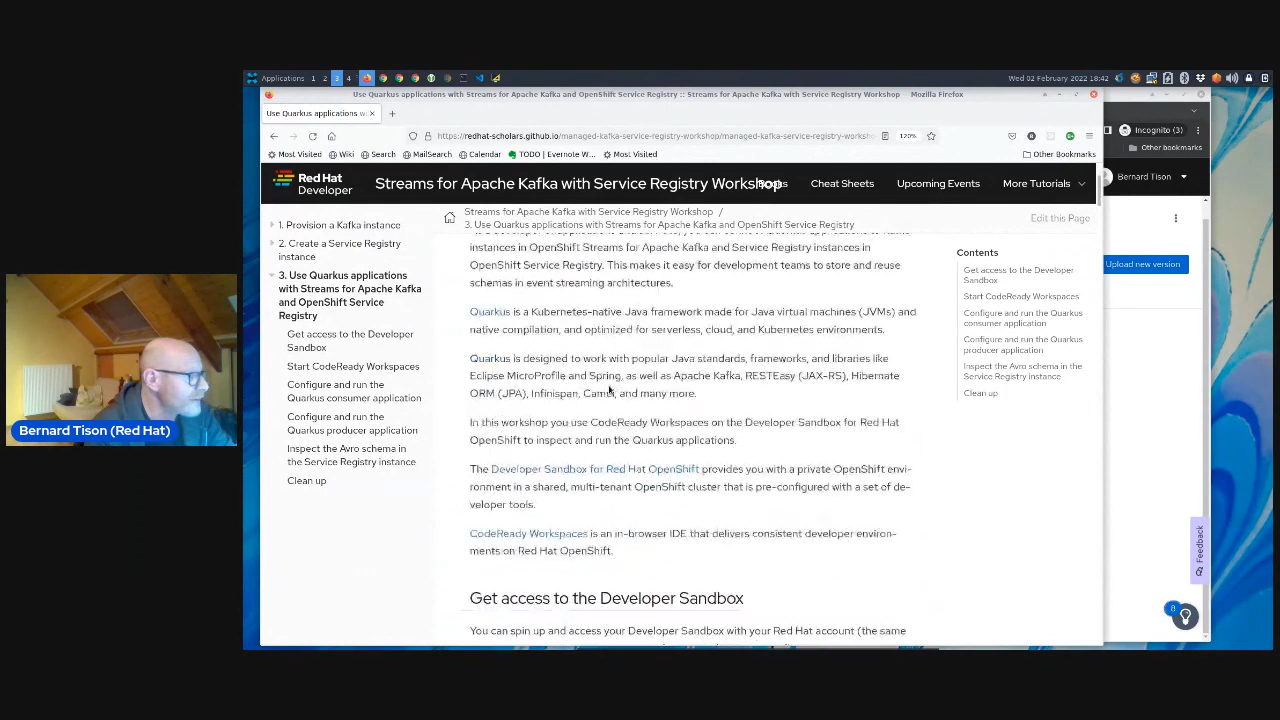 Applications 1 2 3 4
Wed 02 February 2022 18:42
Use Quarkus applications with Streams for Apache Kafka and OpenShift Service Registry :: Streams for Apache Kafka with Service Registry Workshop — Mozilla Firefox
Use Quarkus applications wi
https://redhat-scholars.github.io/managed-kafka-service-registry-workshop/managed-kafka-service-registry-worksho
120%
Incognito (3)
Most Visited Wiki Search MailSearch Calendar TODO | Evernote W... Most Visited Other Bookmarks
Other bookmarks
Red Hat
Developer
Streams for Apache Kafka with Service Registry Workshop
Books Cheat Sheets Upcoming Events More Tutorials
Bernard Tison
1. Provision a Kafka instance
2. Create a Service Registry
instance
3. Use Quarkus applications
with Streams for Apache Kafka
and OpenShift Service
Registry
Get access to the Developer
Sandbox
Start CodeReady Workspaces
Configure and run the
Quarkus consumer application
Configure and run the
Quarkus producer application
Inspect the Avro schema in
the Service Registry instance
Clean up
Streams for Apache Kafka with Service Registry Workshop /
3. Use Quarkus applications with Streams for Apache Kafka and OpenShift Service Registry
Edit this Page
instances in OpenShift Streams for Apache Kafka and Service Registry instances in
OpenShift Service Registry. This makes it easy for development teams to store and reuse
schemas in event streaming architectures.
Quarkus is a Kubernetes-native Java framework made for Java virtual machines (JVMs) and
native compilation, and optimized for serverless, cloud, and Kubernetes environments.
Quarkus is designed to work with popular Java standards, frameworks, and libraries like
Eclipse MicroProfile and Spring, as well as Apache Kafka, RESTEasy (JAX-RS), Hibernate
ORM (JPA), Infinispan, Camel, and many more.
In this workshop you use CodeReady Workspaces on the Developer Sandbox for Red Hat
OpenShift to inspect and run the Quarkus applications.
The Developer Sandbox for Red Hat OpenShift provides you with a private OpenShift envi-
ronment in a shared, multi-tenant OpenShift cluster that is pre-configured with a set of de-
veloper tools.
CodeReady Workspaces is an in-browser IDE that delivers consistent developer environ-
ments on Red Hat OpenShift.
Get access to the Developer Sandbox
You can spin up and access your Developer Sandbox with your Red Hat account (the same
Contents
Get access to the Developer
Sandbox
Start CodeReady Workspaces
Configure and run the Quarkus
consumer application
Configure and run the Quarkus
producer application
Inspect the Avro schema in the
Service Registry instance
Clean up
Upload new version
Feedback
8
Bernard Tison (Red Hat)